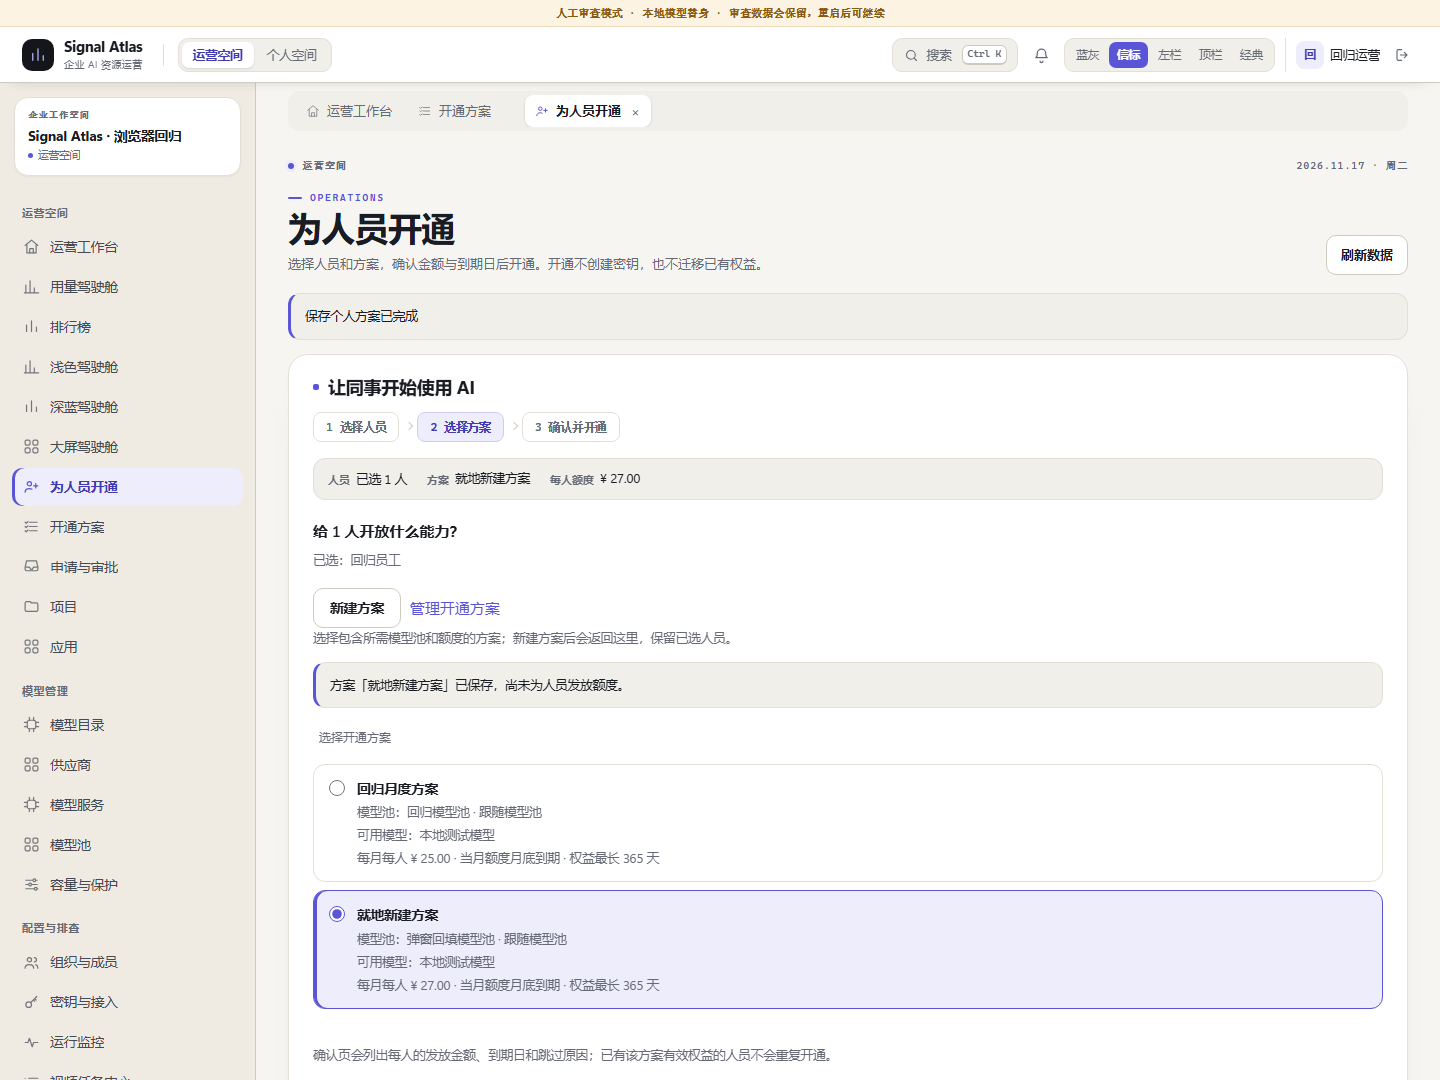 人工审查模式 · 本地模型替身 · 审查数据会保留，重启后可继续
Signal Atlas
企业 AI 资源运营
运营空间
个人空间
搜索
Ctrl K
蓝灰
信标
左栏
顶栏
经典
回
回归运营
企业工作空间
Signal Atlas · 浏览器回归
运营空间
运营空间
运营工作台
用量驾驶舱
排行榜
浅色驾驶舱
深蓝驾驶舱
大屏驾驶舱
为人员开通
开通方案
申请与审批
项目
应用
模型管理
模型目录
供应商
模型服务
模型池
容量与保护
配置与排查
组织与成员
密钥与接入
运行监控
运营工作台
开通方案
为人员开通 ×
运营空间
2026.11.17 · 周二
OPERATIONS
为人员开通
选择人员和方案，确认金额与到期日后开通。开通不创建密钥，也不迁移已有权益。
刷新数据
保存个人方案已完成
让同事开始使用 AI
1 选择人员
2 选择方案
3 确认并开通
人员 已选 1 人
方案 就地新建方案
每人额度 ¥ 27.00
给 1 人开放什么能力？
已选：回归员工
新建方案
管理开通方案
选择包含所需模型池和额度的方案；新建方案后会返回这里，保留已选人员。
方案「就地新建方案」已保存，尚未为人员发放额度。
选择开通方案
回归月度方案
模型池：回归模型池 · 跟随模型池
可用模型：本地测试模型
每月每人 ¥ 25.00 · 当月额度月底到期 · 权益最长 365 天
就地新建方案
模型池：弹窗回填模型池 · 跟随模型池
可用模型：本地测试模型
每月每人 ¥ 27.00 · 当月额度月底到期 · 权益最长 365 天
确认页会列出每人的发放金额、到期日和跳过原因；已有该方案有效权益的人员不会重复开通。